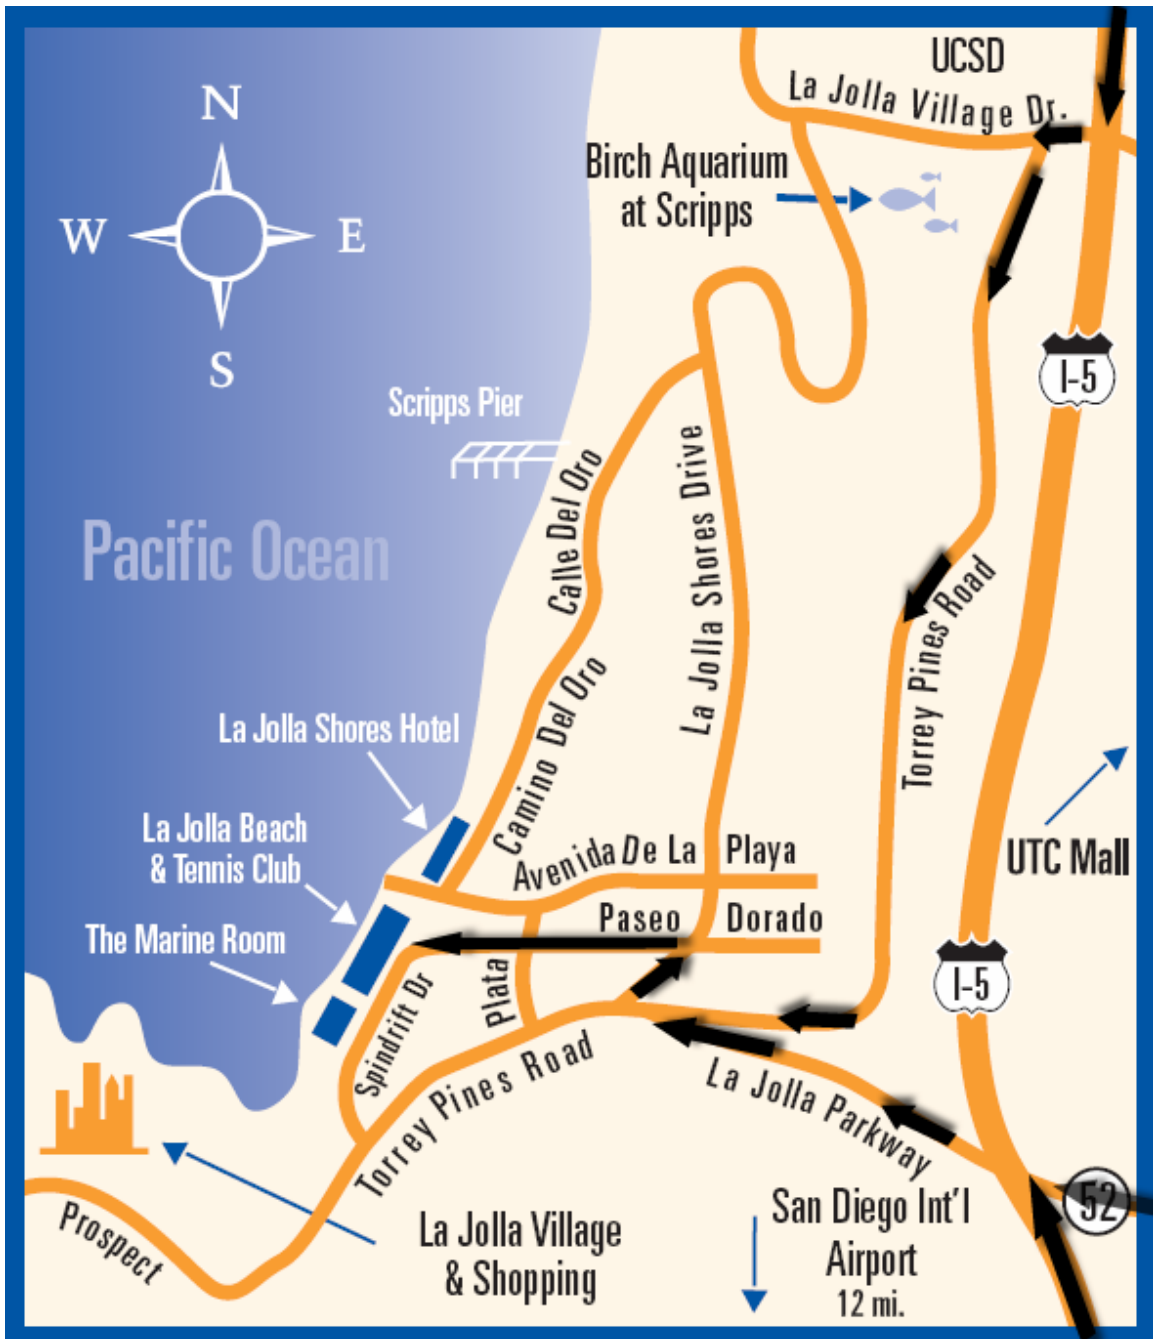 UCSD
La Jolla Village Dr.
N
W
E
S
Birch Aquarium
at Scripps
I-5
Scripps Pier
Calle Del Oro
La Jolla Shores Drive
Pacific Ocean
Torrey Pines Road
La Jolla Shores Hotel
Camino Del Oro
La Jolla Beach
& Tennis Club
Avenida De La Playa
UTC Mall
The Marine Room
Paseo Dorado
Plata
Spindrift Dr
I-5
Torrey Pines Road
La Jolla Parkway
Prospect
La Jolla Village
& Shopping
San Diego Int'l
Airport
12 mi.
52